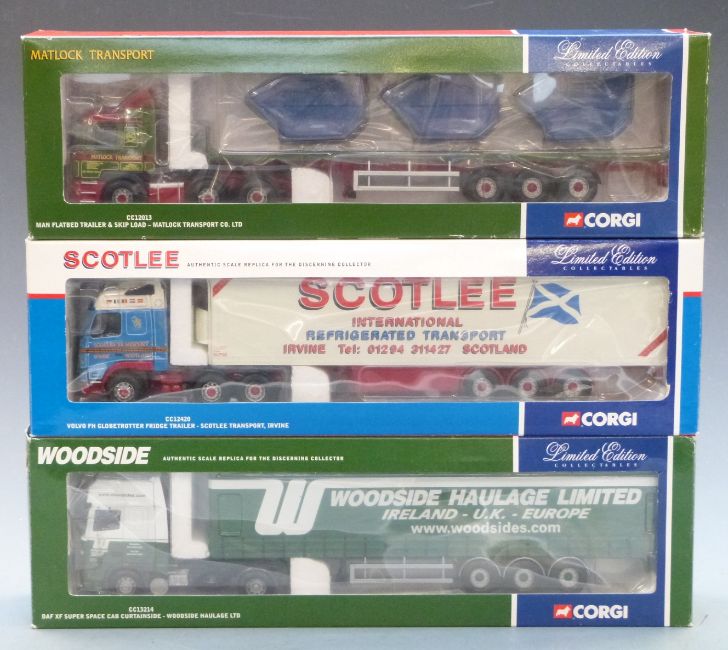 MATLOCK TRANSPORT
Limited Edition
COLLECTABLES
MATLOCK TRANSPORT
CC12013
MAN FLATBED TRAILER & SKIP LOAD – MATLOCK TRANSPORT CO. LTD
CORGI
SCOTLEE
AUTHENTIC SCALE REPLICA FOR THE DISCERNING COLLECTOR
Limited Edition
COLLECTABLES
SCOTLEE
INTERNATIONAL
REFRIGERATED TRANSPORT
IRVINE Tel: 01294 311427 SCOTLAND
CC12420
VOLVO FH GLOBETROTTER FRIDGE TRAILER - SCOTLEE TRANSPORT, IRVINE
CORGI
WOODSIDE
AUTHENTIC SCALE REPLICA FOR THE DISCERNING COLLECTOR
Limited Edition
COLLECTABLES
W WOODSIDE HAULAGE LIMITED
IRELAND - U.K. - EUROPE
www.woodsides.com
CC13214
DAF XF SUPER SPACE CAB CURTAINSIDE - WOODSIDE HAULAGE LTD
CORGI